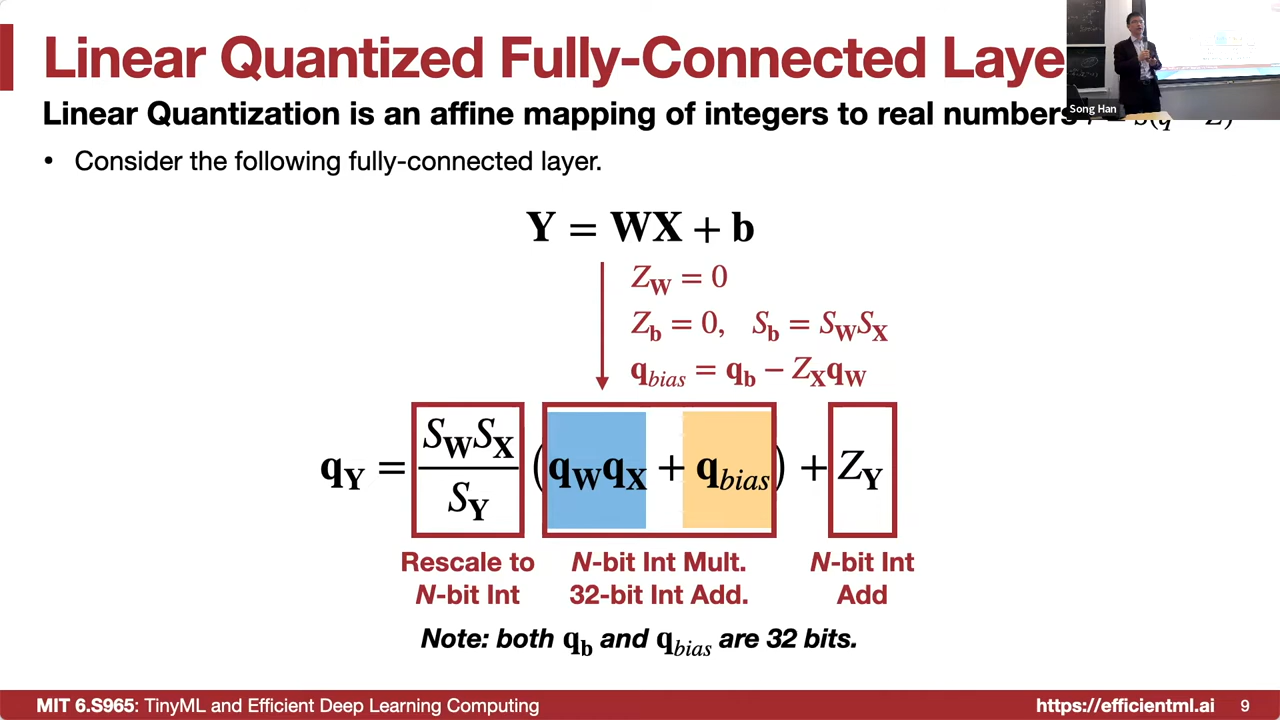 Linear Quantized Fully-Connected Laye
Song Han
Linear Quantization is an affine mapping of integers to real numbers
• Consider the following fully-connected layer.
Y = WX + b
Z_W = 0
Z_b = 0, S_b = S_W S_X
q_bias = q_b − Z_X q_W
q_Y = \frac{S_W S_X}{S_Y} (q_W q_X + q_bias) + Z_Y
Rescale to N-bit Int
N-bit Int Mult. 32-bit Int Add.
N-bit Int Add
Note: both q_b and q_bias are 32 bits.
MIT 6.S965: TinyML and Efficient Deep Learning Computing
https://efficientml.ai 9